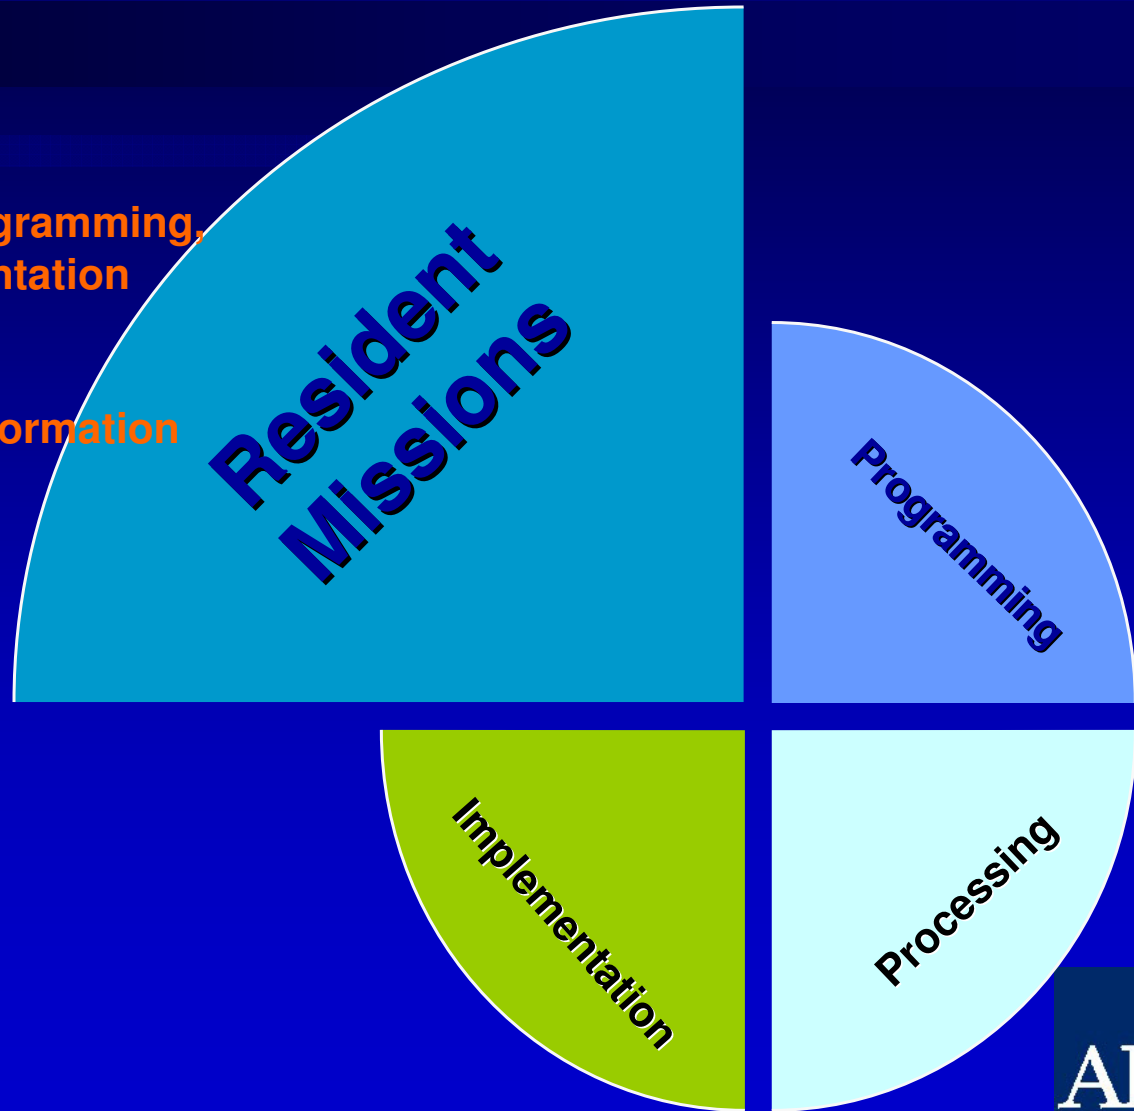 gramming,
ntation
ormation
Resident
Missions
Programming
Implementation
Processing